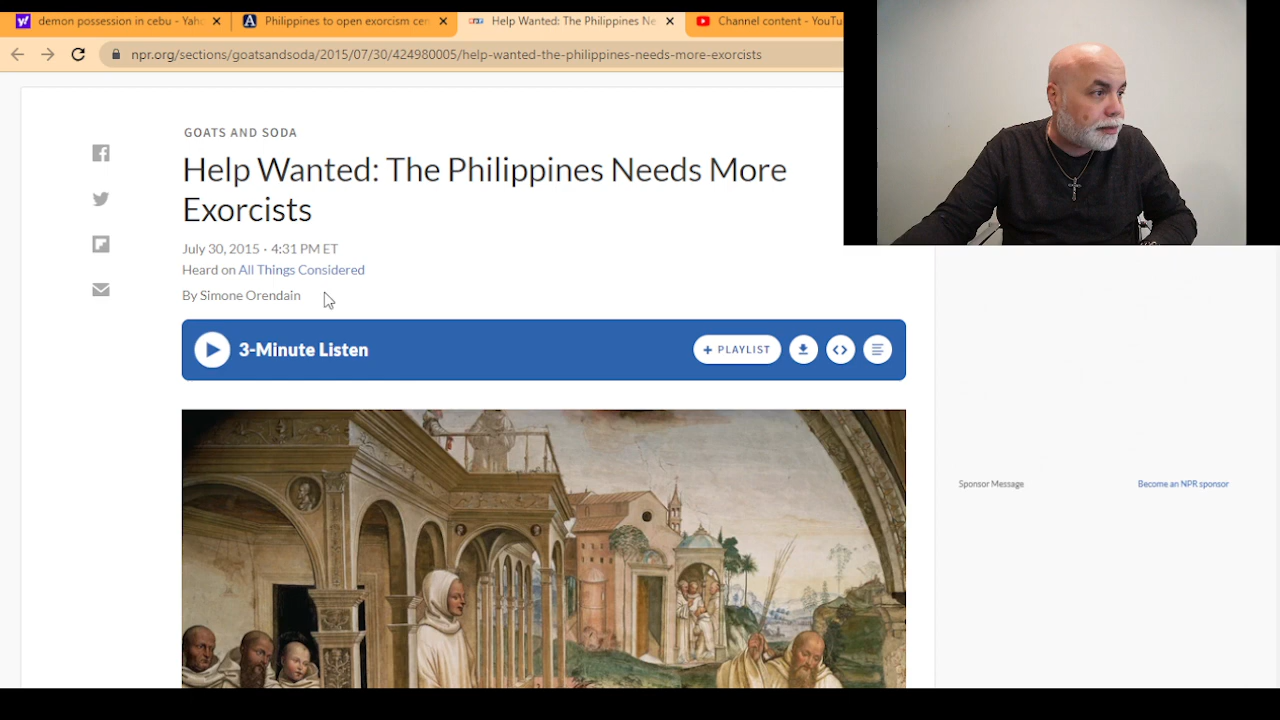 demon possession in cebu - Yah
Philippines to open exorcism cen
Help Wanted: The Philippines Ne
Channel content - YouTu
npr.org/sections/goatsandsoda/2015/07/30/424980005/help-wanted-the-philippines-needs-more-exorcists
GOATS AND SODA
Help Wanted: The Philippines Needs More
Exorcists
July 30, 2015 · 4:31 PM ET
Heard on All Things Considered
By Simone Orendain
3-Minute Listen
+ PLAYLIST
Sponsor Message
Become an NPR sponsor